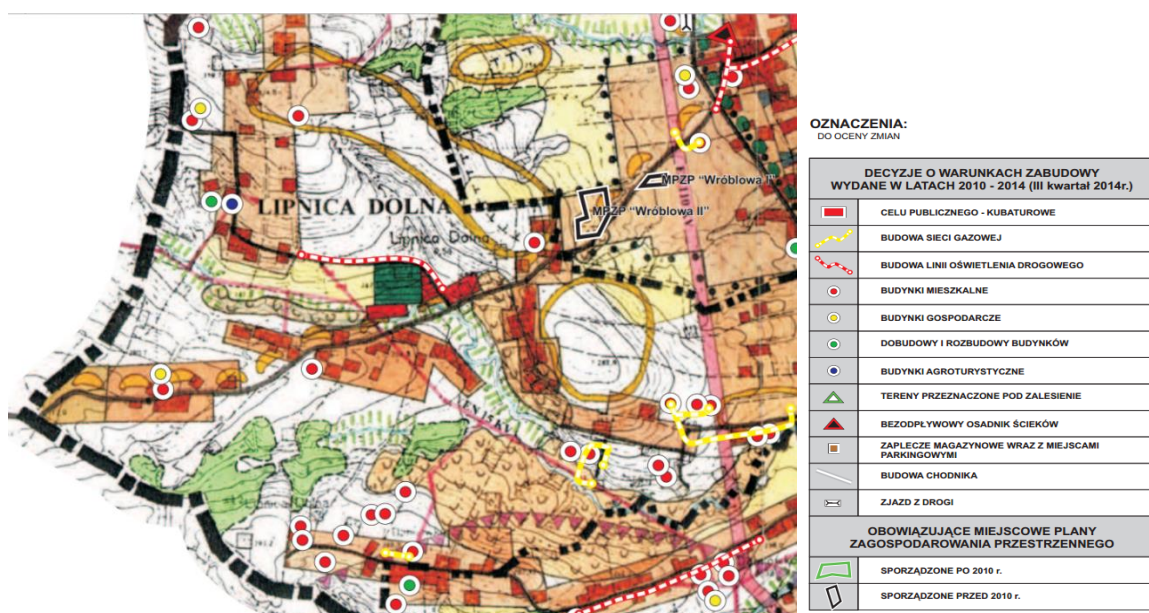 LIPNICA DOLNA
Lipnica Dolna
MPZP "Wróblowa I"
MPZP "Wróblowa II"
OZNACZENIA:
DO OCENY ZMIAN
DECYZJE O WARUNKACH ZABUDOWY
WYDANE W LATACH 2010 - 2014 (III kwartał 2014r.)
CELU PUBLICZNEGO - KUBATUROWE
BUDOWA SIECI GAZOWEJ
BUDOWA LINII OŚWIETLENIA DROGOWEGO
BUDYNKI MIESZKALNE
BUDYNKI GOSPODARCZE
DOBUDOWY I ROZBUDOWY BUDYNKÓW
BUDYNKI AGROTURYSTYCZNE
TERENY PRZEZNACZONE POD ZALESIENIE
BEZODPŁYWOWY OSADNIK ŚCIEKÓW
ZAPLECZE MAGAZYNOWE WRAZ Z MIEJSCAMI
PARKINGOWYMI
BUDOWA CHODNIKA
ZJAZD Z DROGI
OBOWIĄZUJĄCE MIEJSCOWE PLANY
ZAGOSPODAROWANIA PRZESTRZENNEGO
SPORZĄDZONE PO 2010 r.
SPORZĄDZONE PRZED 2010 r.